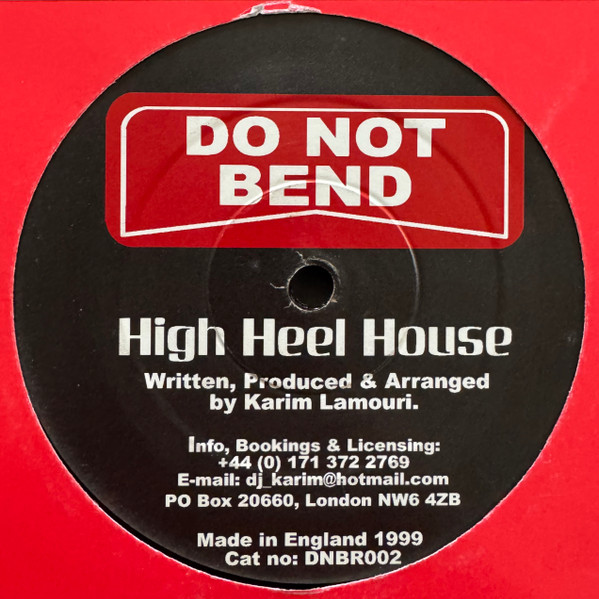 DO NOT
BEND
High Heel House
Written, Produced & Arranged
by Karim Lamouri.
Info, Bookings & Licensing:
+44 (0) 171 372 2769
E-mail: dj_karim@hotmail.com
PO Box 20660, London NW6 4ZB
Made in England 1999
Cat no: DNBR002